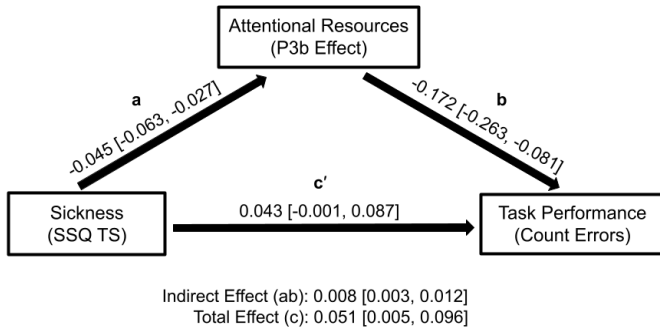 Attentional Resources
(P3b Effect)
a
-0.045 [-0.063, -0.027]
b
-0.172 [-0.263, -0.081]
Sickness
(SSQ TS)
c′
0.043 [-0.001, 0.087]
Task Performance
(Count Errors)
Indirect Effect (ab): 0.008 [0.003, 0.012]
Total Effect (c): 0.051 [0.005, 0.096]